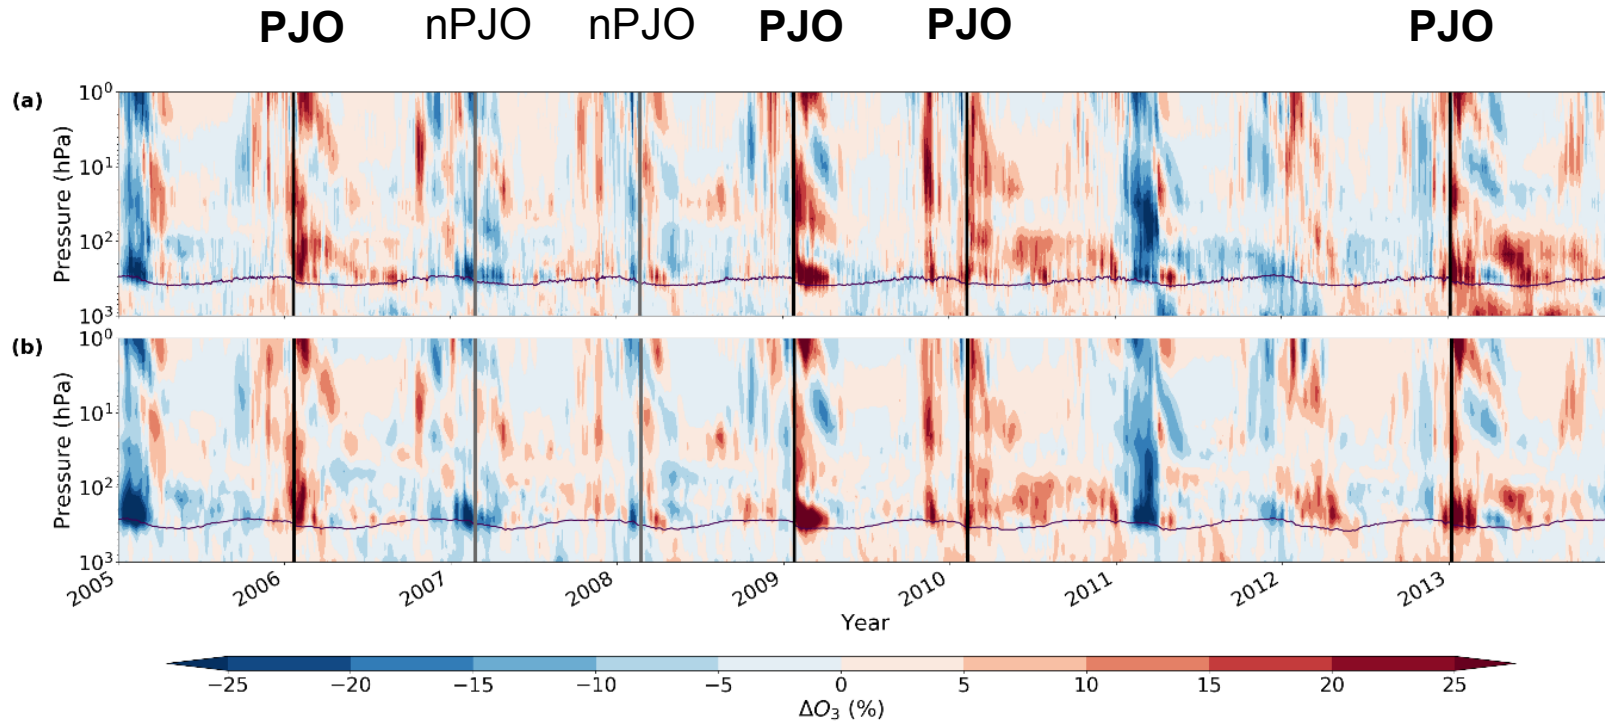 PJO nPJO nPJO PJO PJO PJO
(a)
Pressure (hPa)
10⁰
10¹
10²
10³
(b)
Pressure (hPa)
10⁰
10¹
10²
10³
2005 2006 2007 2008 2009 2010 2011 2012 2013
Year
−25 −20 −15 −10 −5 0 5 10 15 20 25
ΔO₃ (%)